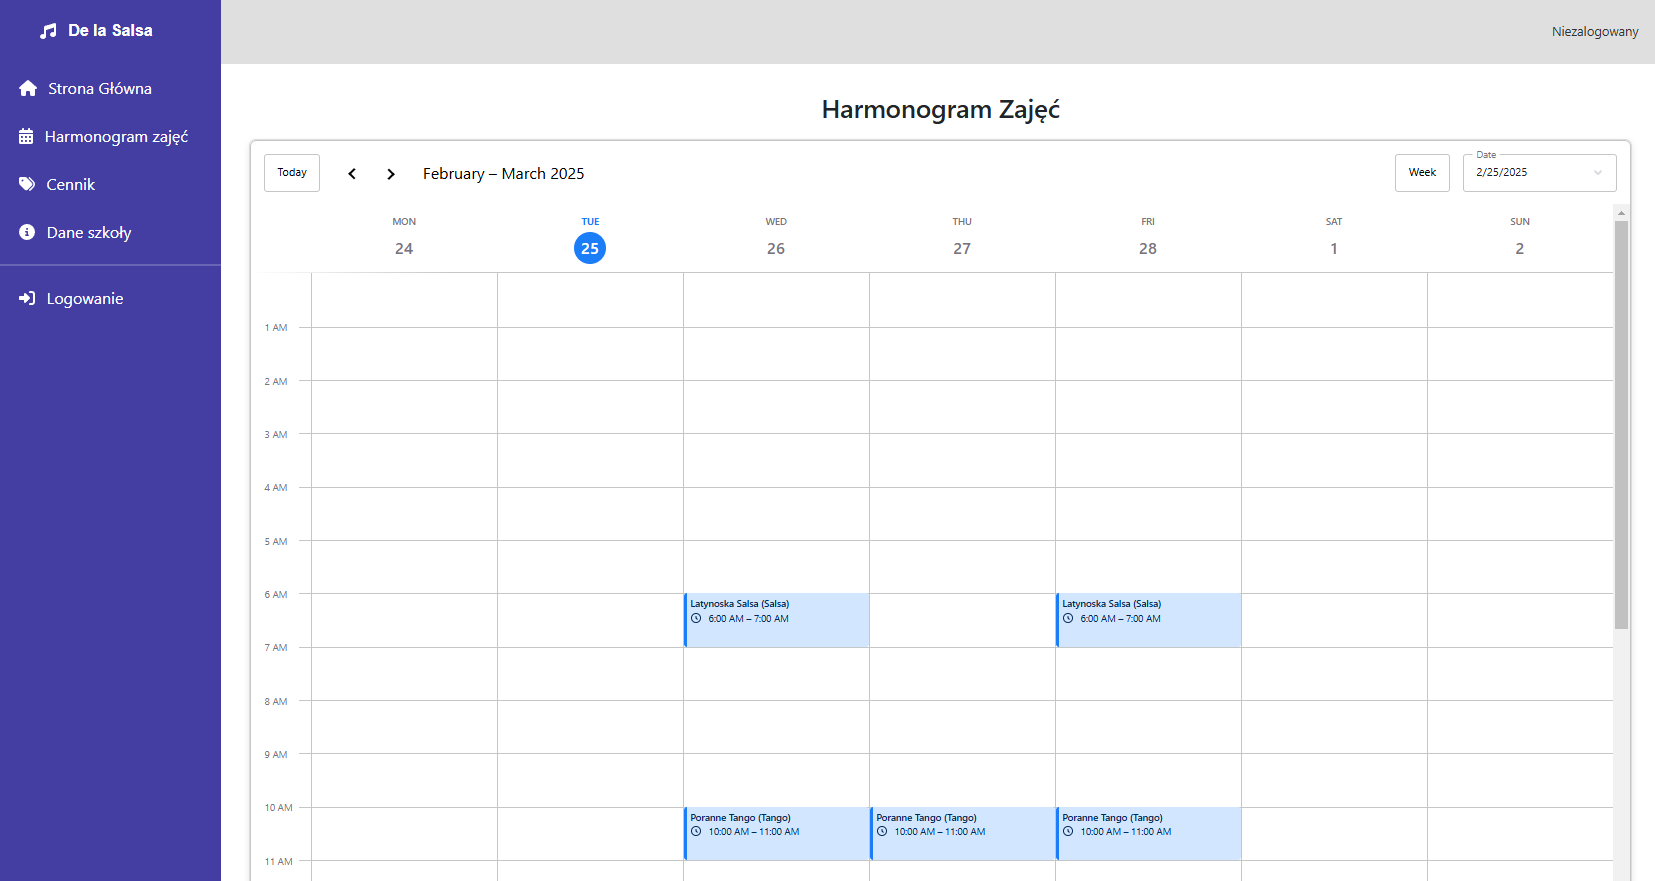 De la Salsa
Niezalogowany
Strona Główna
Harmonogram zajęć
Cennik
Dane szkoły
Logowanie
Harmonogram Zajęć
Today
February – March 2025
Week
Date
2/25/2025
MON TUE WED THU FRI SAT SUN
24 25 26 27 28 1 2
1 AM
2 AM
3 AM
4 AM
5 AM
6 AM
Latynoska Salsa (Salsa) Latynoska Salsa (Salsa)
6:00 AM – 7:00 AM 6:00 AM – 7:00 AM
7 AM
8 AM
9 AM
10 AM
Poranne Tango (Tango) Poranne Tango (Tango) Poranne Tango (Tango)
10:00 AM – 11:00 AM 10:00 AM – 11:00 AM 10:00 AM – 11:00 AM
11 AM